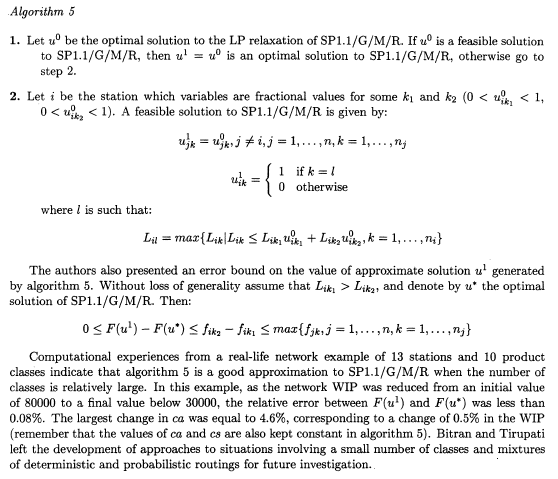 Algorithm 5
1. Let u⁰ be the optimal solution to the LP relaxation of SP1.1/G/M/R. If u⁰ is a feasible solution
to SP1.1/G/M/R, then u¹ = u⁰ is an optimal solution to SP1.1/G/M/R, otherwise go to
step 2.
2. Let i be the station which variables are fractional values for some k₁ and k₂ (0 < u⁰ᵢₖ₁ < 1,
0 < u⁰ᵢₖ₂ < 1). A feasible solution to SP1.1/G/M/R is given by:
u¹ⱼₖ = u⁰ⱼₖ, j ≠ i, j = 1, . . . , n, k = 1, . . . , nⱼ
u¹ᵢₖ = { 1 if k = l
0 otherwise
where l is such that:
Lᵢₗ = max{Lᵢₖ|Lᵢₖ ≤ Lᵢₖ₁u⁰ᵢₖ₁ + Lᵢₖ₂u⁰ᵢₖ₂, k = 1, . . . , nᵢ}
The authors also presented an error bound on the value of approximate solution u¹ generated
by algorithm 5. Without loss of generality assume that Lᵢₖ₁ > Lᵢₖ₂, and denote by u* the optimal
solution of SP1.1/G/M/R. Then:
0 ≤ F(u¹) − F(u*) ≤ fᵢₖ₂ − fᵢₖ₁ ≤ max{fⱼₖ, j = 1, . . . , n, k = 1, . . . , nⱼ}
Computational experiences from a real-life network example of 13 stations and 10 product
classes indicate that algorithm 5 is a good approximation to SP1.1/G/M/R when the number of
classes is relatively large. In this example, as the network WIP was reduced from an initial value
of 80000 to a final value below 30000, the relative error between F(u¹) and F(u*) was less than
0.08%. The largest change in ca was equal to 4.6%, corresponding to a change of 0.5% in the WIP
(remember that the values of ca and cs are also kept constant in algorithm 5). Bitran and Tirupati
left the development of approaches to situations involving a small number of classes and mixtures
of deterministic and probabilistic routings for future investigation.